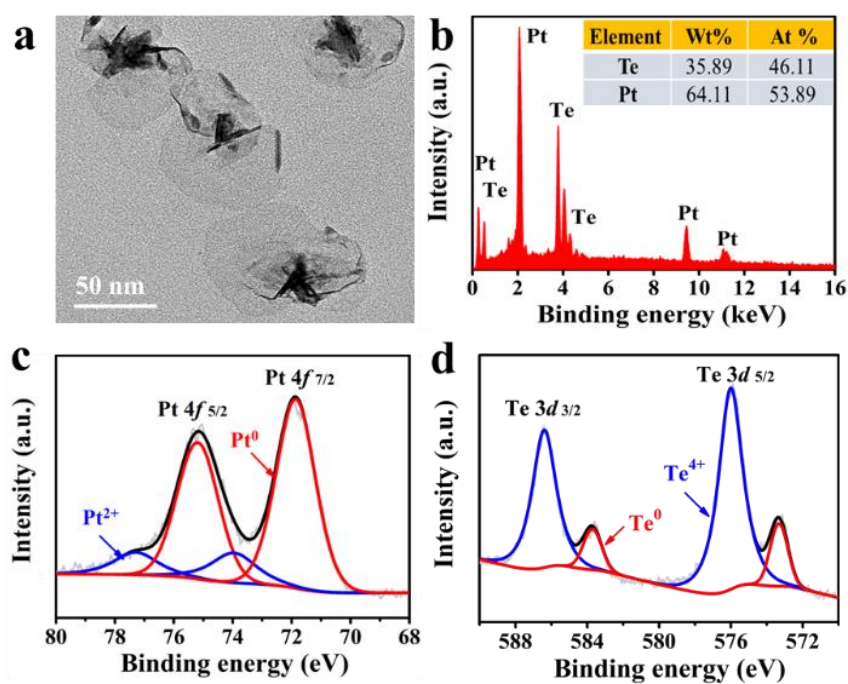 a
50 nm
b
Element Wt% At %
Te 35.89 46.11
Pt 64.11 53.89
Pt
Te
Pt
Te
Te
Pt
Pt
Intensity (a.u.)
0 2 4 6 8 10 12 14 16
Binding energy (keV)
c
Pt 4f 7/2
Pt 4f 5/2
Pt⁰
Pt²⁺
Intensity (a.u.)
80 78 76 74 72 70 68
Binding energy (eV)
d
Te 3d 5/2
Te 3d 3/2
Te⁴⁺
Te⁰
Intensity (a.u.)
588 584 580 576 572
Binding energy (eV)